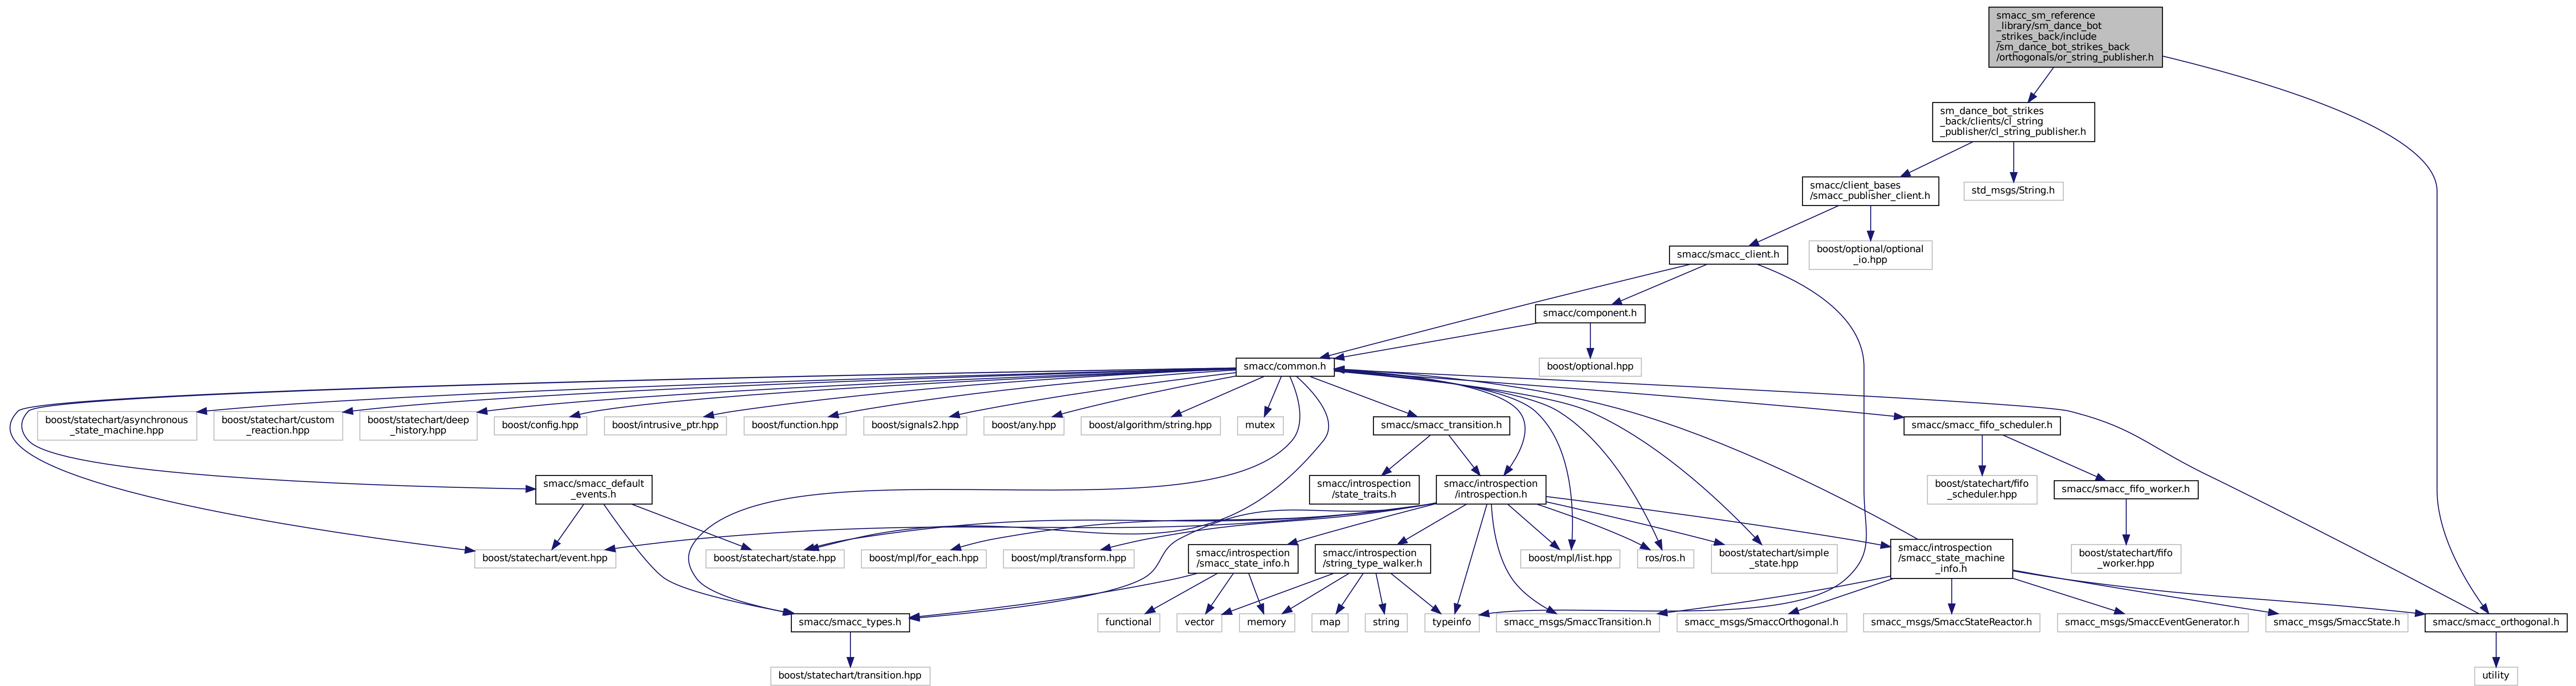 smacc_sm_reference
_library/sm_dance_bot
_strikes_back/include
/sm_dance_bot_strikes_back
/orthogonals/or_string_publisher.h
sm_dance_bot_strikes
_back/clients/cl_string
_publisher/cl_string_publisher.h
smacc/client_bases
/smacc_publisher_client.h
std_msgs/String.h
smacc/smacc_client.h
boost/optional/optional
_io.hpp
smacc/component.h
smacc/common.h
boost/optional.hpp
boost/statechart/asynchronous
_state_machine.hpp
boost/statechart/custom
_reaction.hpp
boost/statechart/deep
_history.hpp
boost/config.hpp
boost/intrusive_ptr.hpp
boost/function.hpp
boost/signals2.hpp
boost/any.hpp
boost/algorithm/string.hpp
mutex
smacc/smacc_transition.h
smacc/smacc_fifo_scheduler.h
smacc/smacc_default
_events.h
smacc/introspection
/state_traits.h
smacc/introspection
/introspection.h
boost/statechart/fifo
_scheduler.hpp
smacc/smacc_fifo_worker.h
boost/statechart/event.hpp
boost/statechart/state.hpp
boost/mpl/for_each.hpp
boost/mpl/transform.hpp
smacc/introspection
/smacc_state_info.h
smacc/introspection
/string_type_walker.h
boost/mpl/list.hpp
ros/ros.h
boost/statechart/simple
_state.hpp
smacc/introspection
/smacc_state_machine
_info.h
boost/statechart/fifo
_worker.hpp
smacc/smacc_types.h
functional
vector
memory
map
string
typeinfo
smacc_msgs/SmaccTransition.h
smacc_msgs/SmaccOrthogonal.h
smacc_msgs/SmaccStateReactor.h
smacc_msgs/SmaccEventGenerator.h
smacc_msgs/SmaccState.h
smacc/smacc_orthogonal.h
boost/statechart/transition.hpp
utility